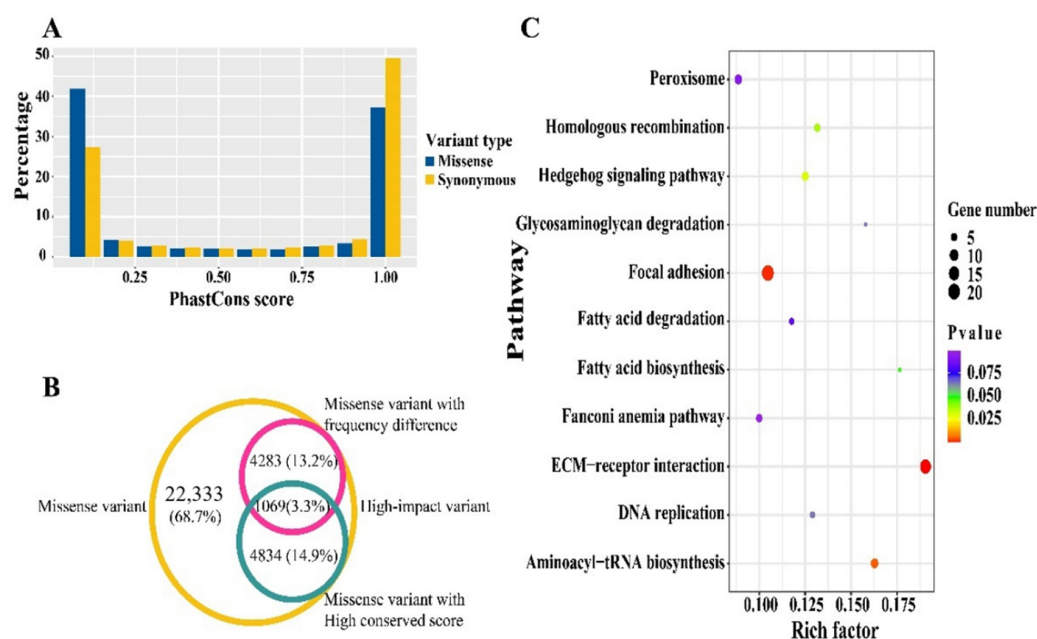 A
Percentage
50
40
30
20
10
0
0.25
0.50
0.75
1.00
PhastCons score
Variant type
Missense
Synonymous
B
Missense variant with
frequency difference
4283 (13.2%)
22,333
(68.7%)
Missense variant
1069(3.3%)
High-impact variant
4834 (14.9%)
Missense variant with
High conserved score
C
Pathway
Peroxisome
Homologous recombination
Hedgehog signaling pathway
Glycosaminoglycan degradation
Focal adhesion
Fatty acid degradation
Fatty acid biosynthesis
Fanconi anemia pathway
ECM−receptor interaction
DNA replication
Aminoacyl−tRNA biosynthesis
0.100
0.125
0.150
0.175
Rich factor
Gene number
5
10
15
20
Pvalue
0.075
0.050
0.025